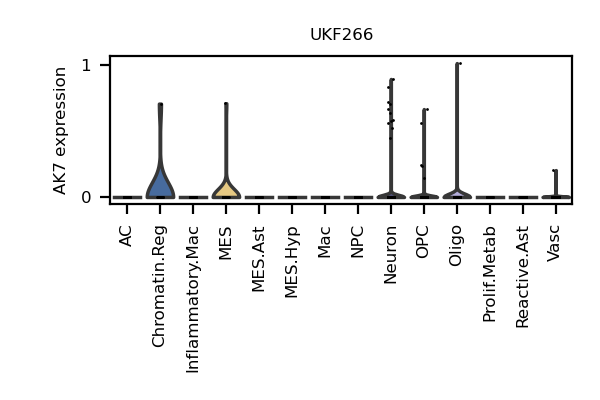 UKF266
AK7 expression
1
0
AC
Chromatin.Reg
Inflammatory.Mac
MES
MES.Ast
MES.Hyp
Mac
NPC
Neuron
OPC
Oligo
Prolif.Metab
Reactive.Ast
Vasc